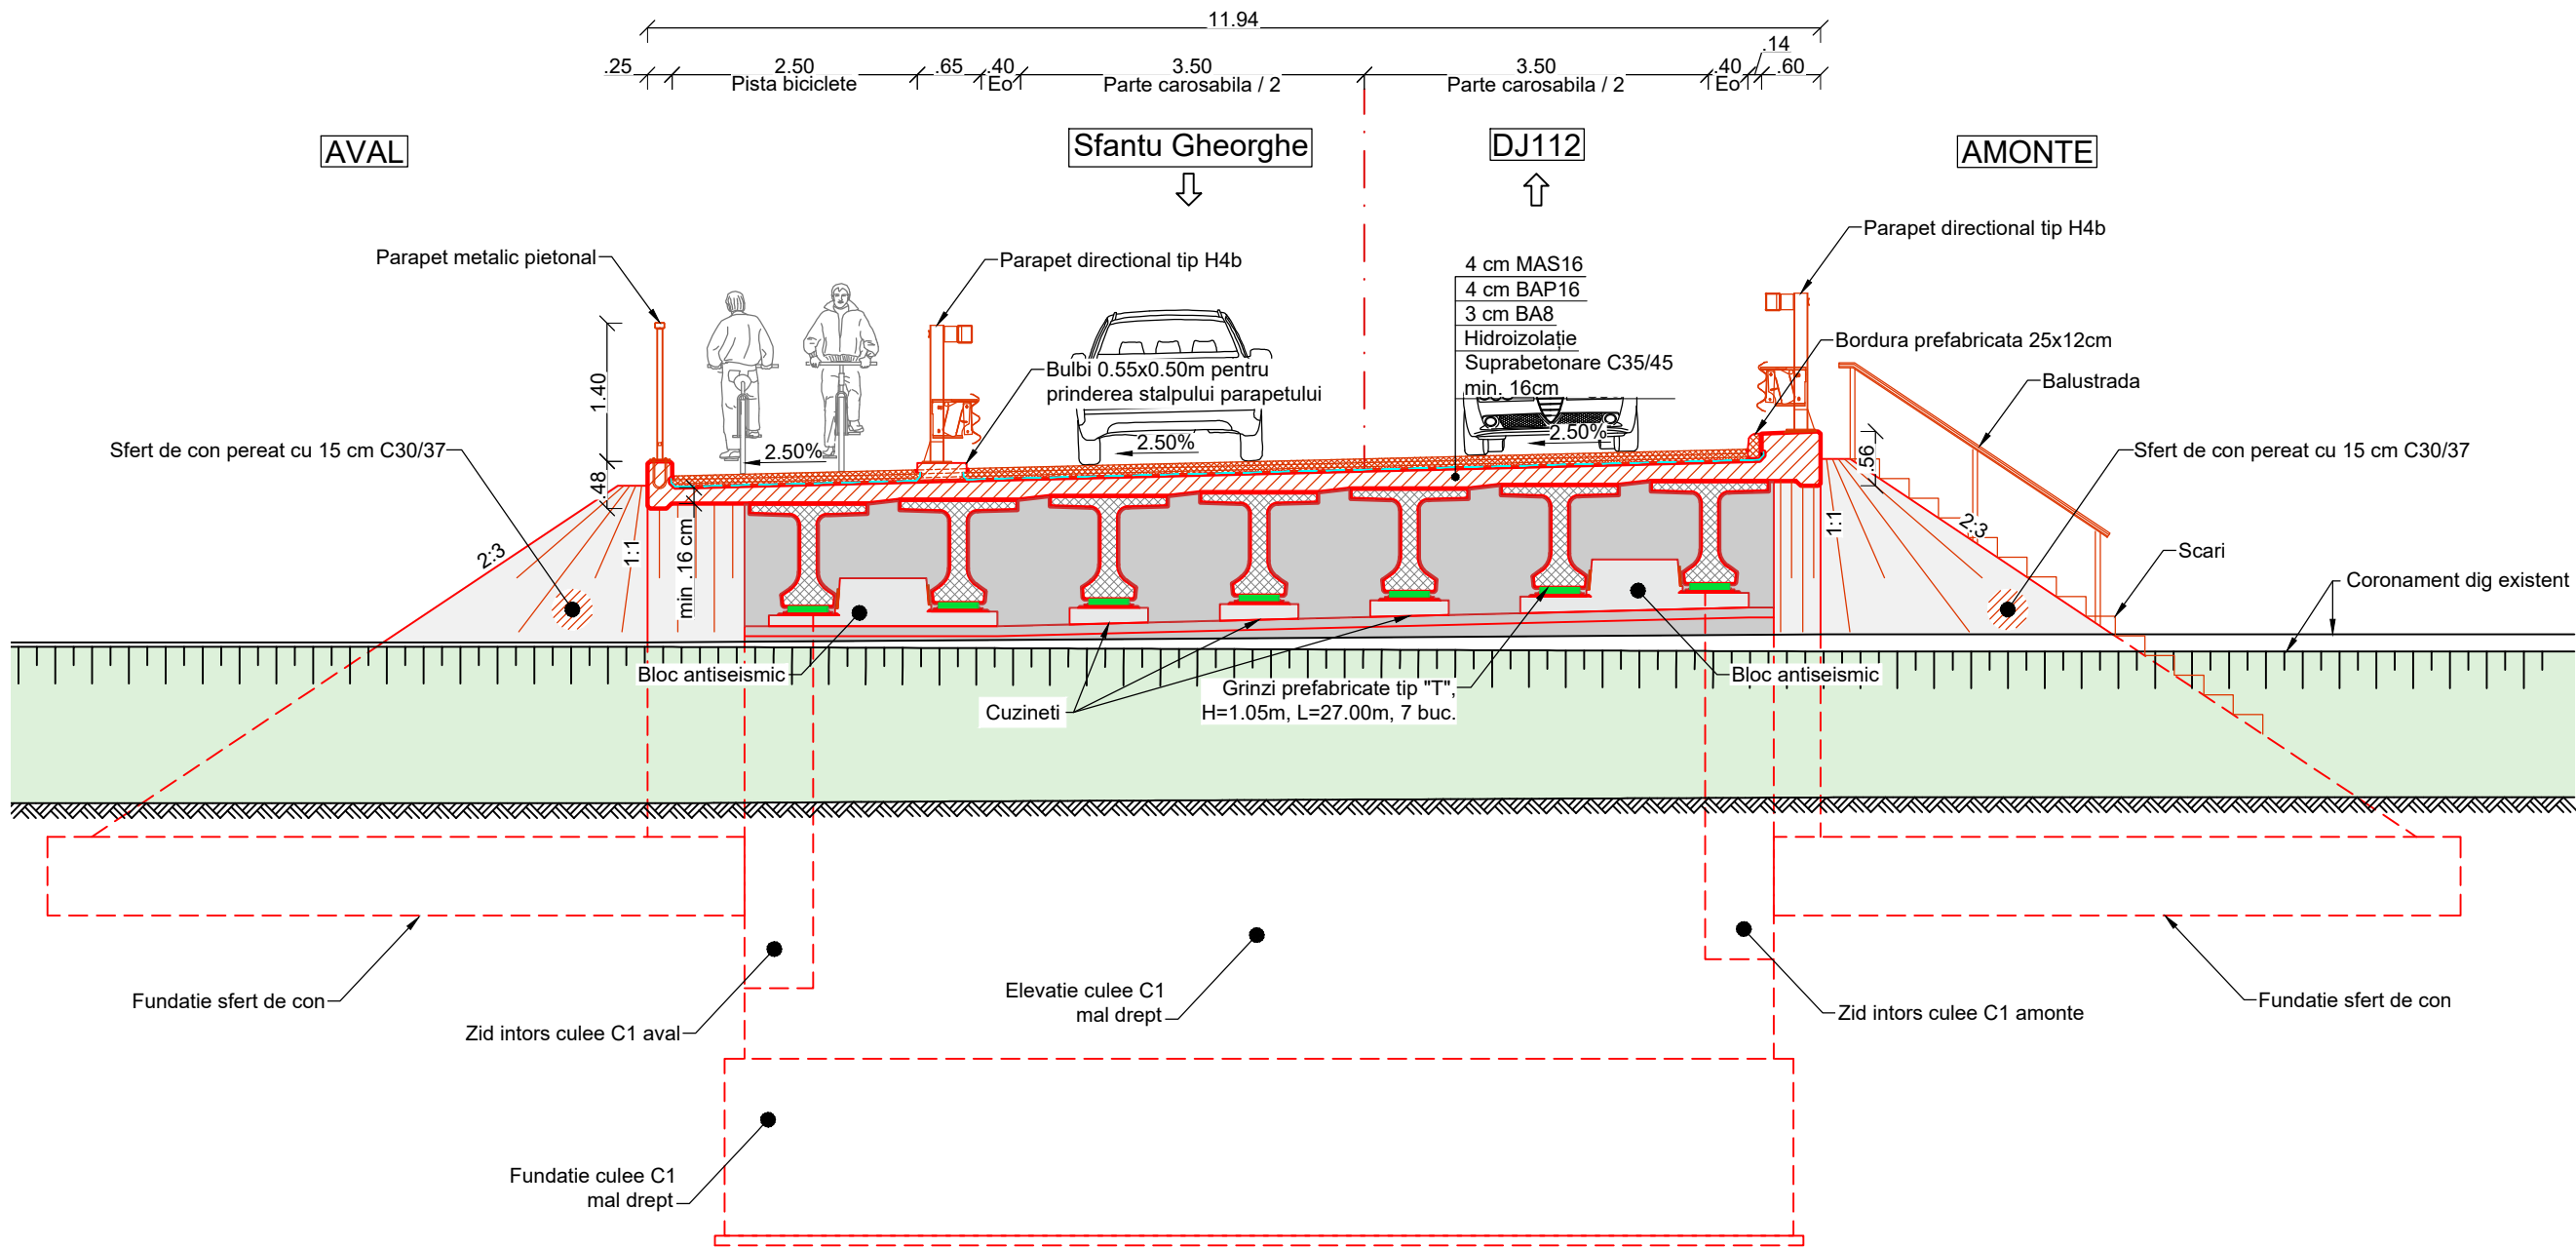 11.94
.14
.25
2.50
.65
.40
3.50
3.50
.40
.60
Pista biciclete
Eo
Parte carosabila / 2
Parte carosabila / 2
Eo
AVAL
Sfantu Gheorghe
DJ112
AMONTE
Parapet metalic pietonal
Parapet directional tip H4b
Parapet directional tip H4b
4 cm MAS16
4 cm BAP16
3 cm BA8
Hidroizolație
Suprabetonare C35/45
min. 16cm
Bordura prefabricata 25x12cm
Balustrada
Bulbi 0.55x0.50m pentru
prinderea stalpului parapetului
1.40
Sfert de con pereat cu 15 cm C30/37
2.50%
2.50%
2.50%
.56
Sfert de con pereat cu 15 cm C30/37
.48
2:3
1:1
min .16 cm
1:1
2:3
Scari
Coronament dig existent
Bloc antiseismic
Cuzineti
Grinzi prefabricate tip "T",
H=1.05m, L=27.00m, 7 buc.
Bloc antiseismic
Fundatie sfert de con
Zid intors culee C1 aval
Elevatie culee C1
mal drept
Zid intors culee C1 amonte
Fundatie sfert de con
Fundatie culee C1
mal drept